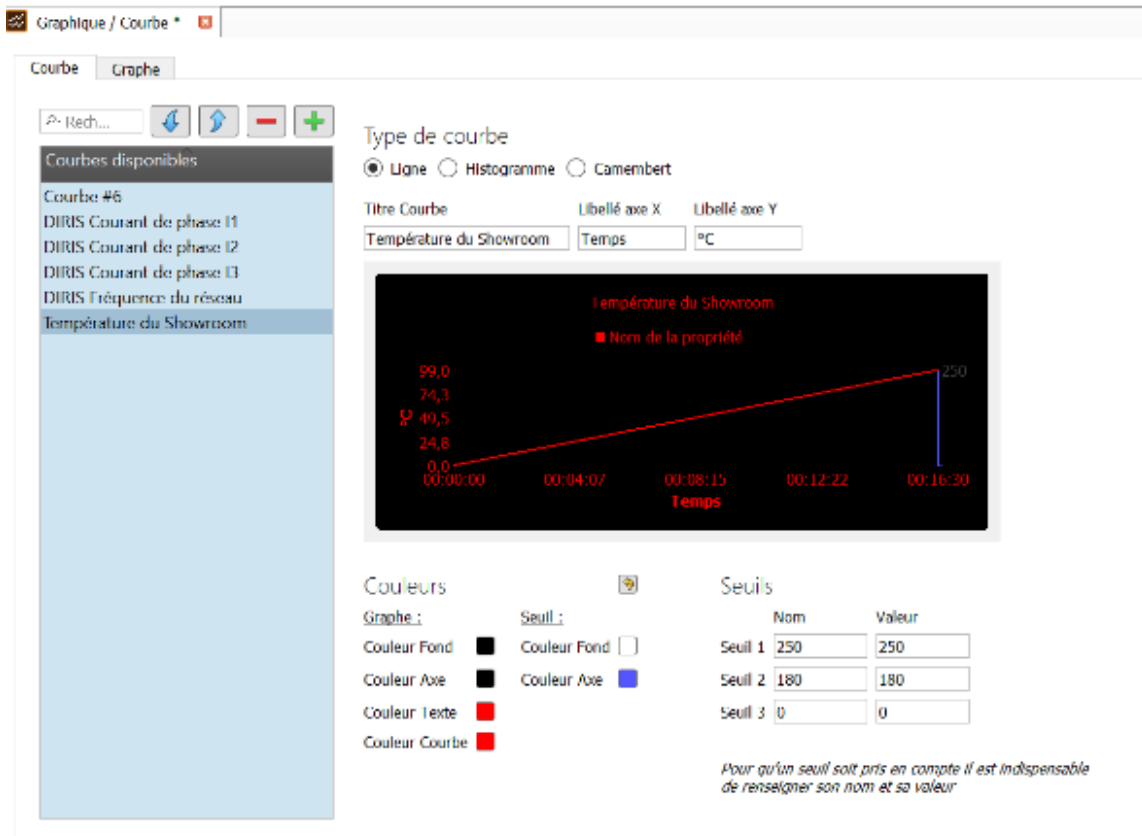 Graphique / Courbe *
Courbe Graphe
Rech...
Courbes disponibles
Courbe #6
DIRIS Courant de phase I1
DIRIS Courant de phase I2
DIRIS Courant de phase I3
DIRIS Fréquence du réseau
Température du Showroom
Type de courbe
Ligne Histogramme Camembert
Titre Courbe Libellé axe X Libellé axe Y
Température du Showroom Temps °C
Température du Showroom
Nom de la propriété
99,0 250
74,3
°C 49,5
24,8
0,0
00:00:00 00:04:07 00:08:15 00:12:22 00:16:30
Temps
Couleurs Seuils
Graphe : Seuil : Nom Valeur
Couleur Fond Couleur Fond Seuil 1 250 250
Couleur Axe Couleur Axe Seuil 2 180 180
Couleur Texte Seuil 3 0 0
Couleur Courbe
Pour qu'un seuil soit pris en compte il est indispensable
de renseigner son nom et sa valeur